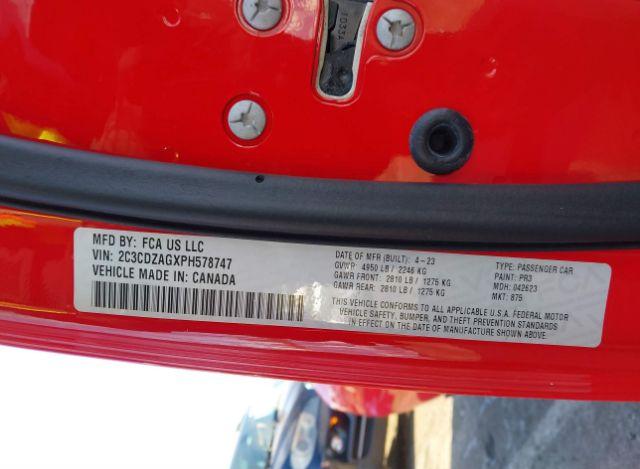 1033A
MFD BY: FCA US LLC
VIN: 2C3CDZAGXPH578747
VEHICLE MADE IN: CANADA
DATE OF MFR (BUILT): 4-23
GVWR: 4950 LB / 2246 KG
GAWR FRONT: 2810 LB / 1275 KG
GAWR REAR: 2810 LB / 1275 KG
TYPE: PASSENGER CAR
PAINT: PR3
MDH: 042623
MKT: 875
THIS VEHICLE CONFORMS TO ALL APPLICABLE U.S.A. FEDERAL MOTOR
VEHICLE SAFETY, BUMPER, AND THEFT PREVENTION STANDARDS
IN EFFECT ON THE DATE OF MANUFACTURE SHOWN ABOVE.